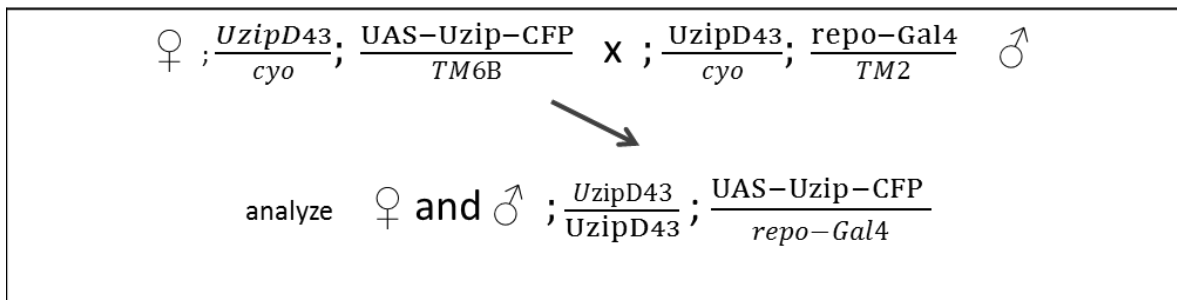 ♀ ; UzipD43/cyo ; UAS−Uzip−CFP/TM6B x ; UzipD43/cyo ; repo−Gal4/TM2 ♂
analyze ♀ and ♂ ; UzipD43/UzipD43 ; UAS−Uzip−CFP/repo−Gal4